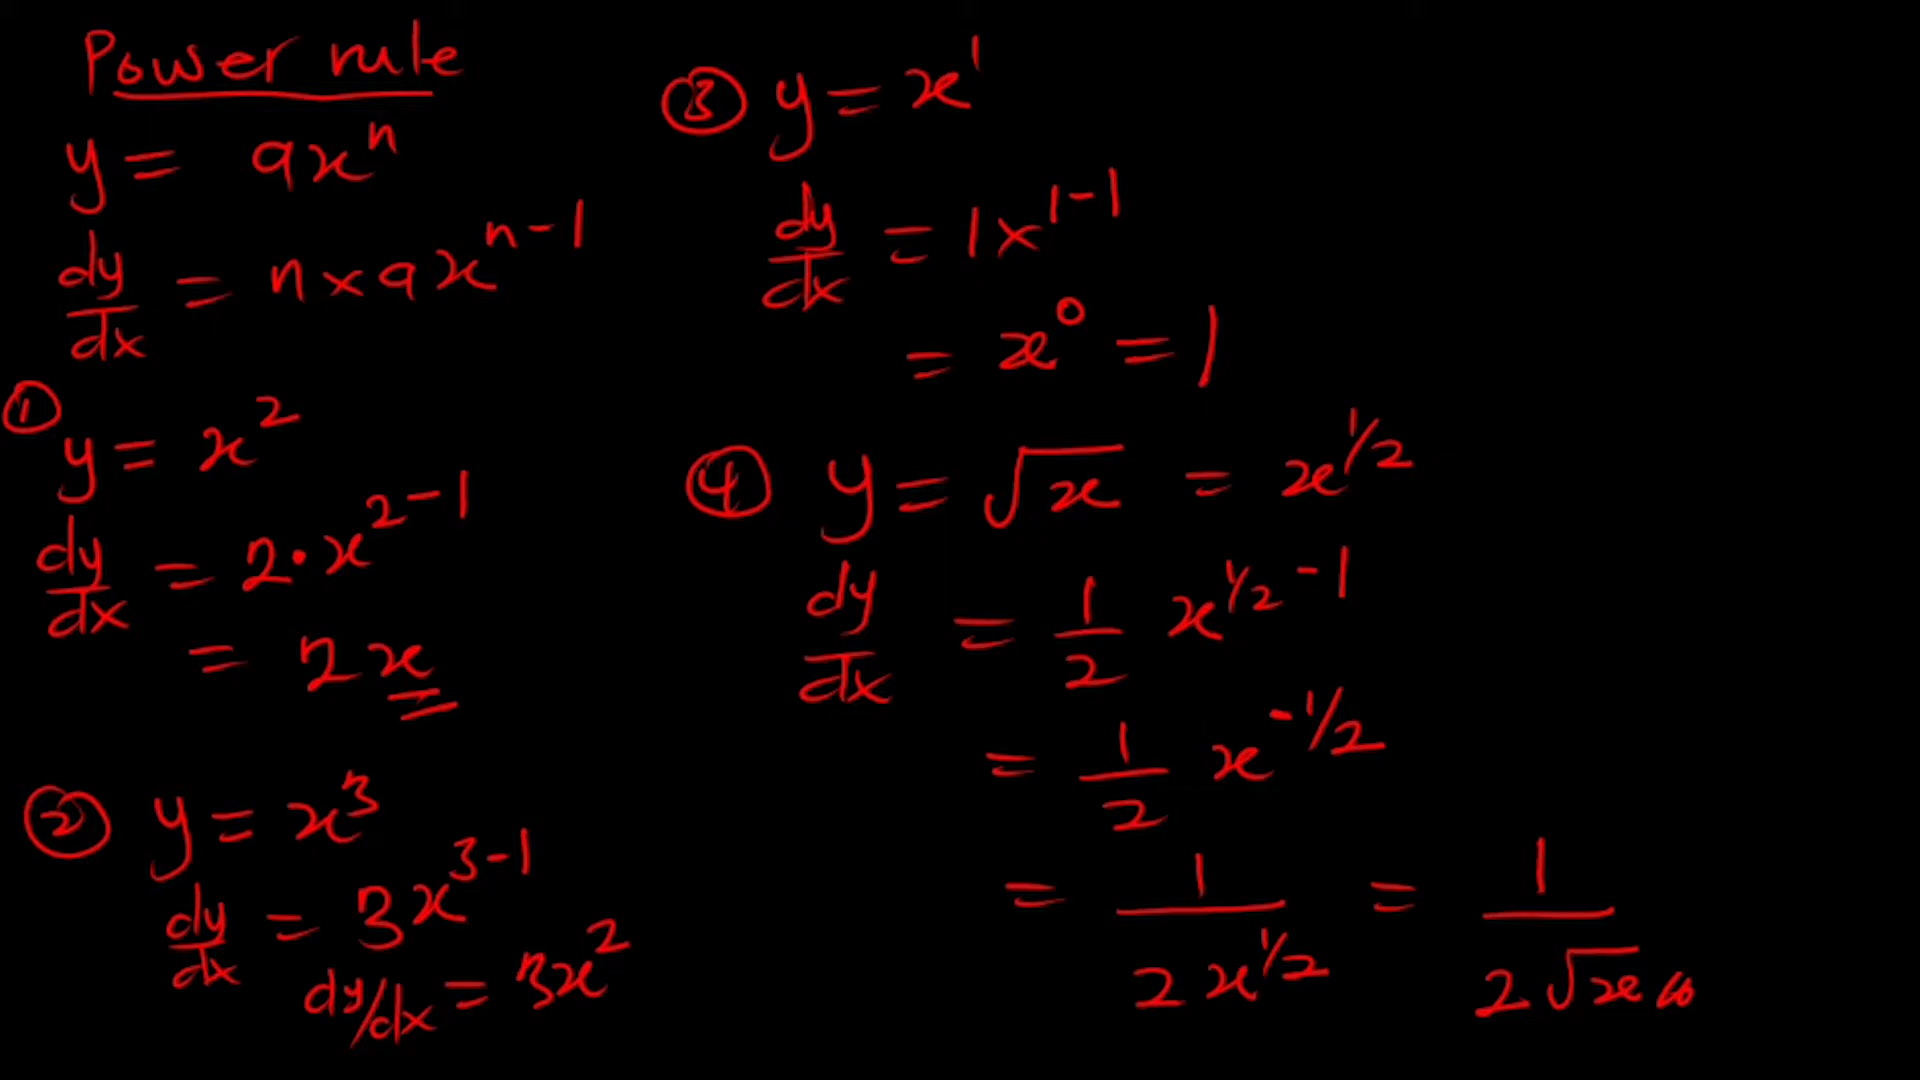 Power rule
y = ax^n
dy/dx = n × ax^(n-1)
① y = x^2
dy/dx = 2·x^(2-1)
= 2x
② y = x^3
dy/dx = 3x^(3-1)
dy/dx = 3x^2
③ y = x^1
dy/dx = 1x^(1-1)
= x^0 = 1
④ y = √x = x^(1/2)
dy/dx = 1/2 x^(1/2 - 1)
= 1/2 x^(-1/2)
= 1/(2x^(1/2)) = 1/(2√x)